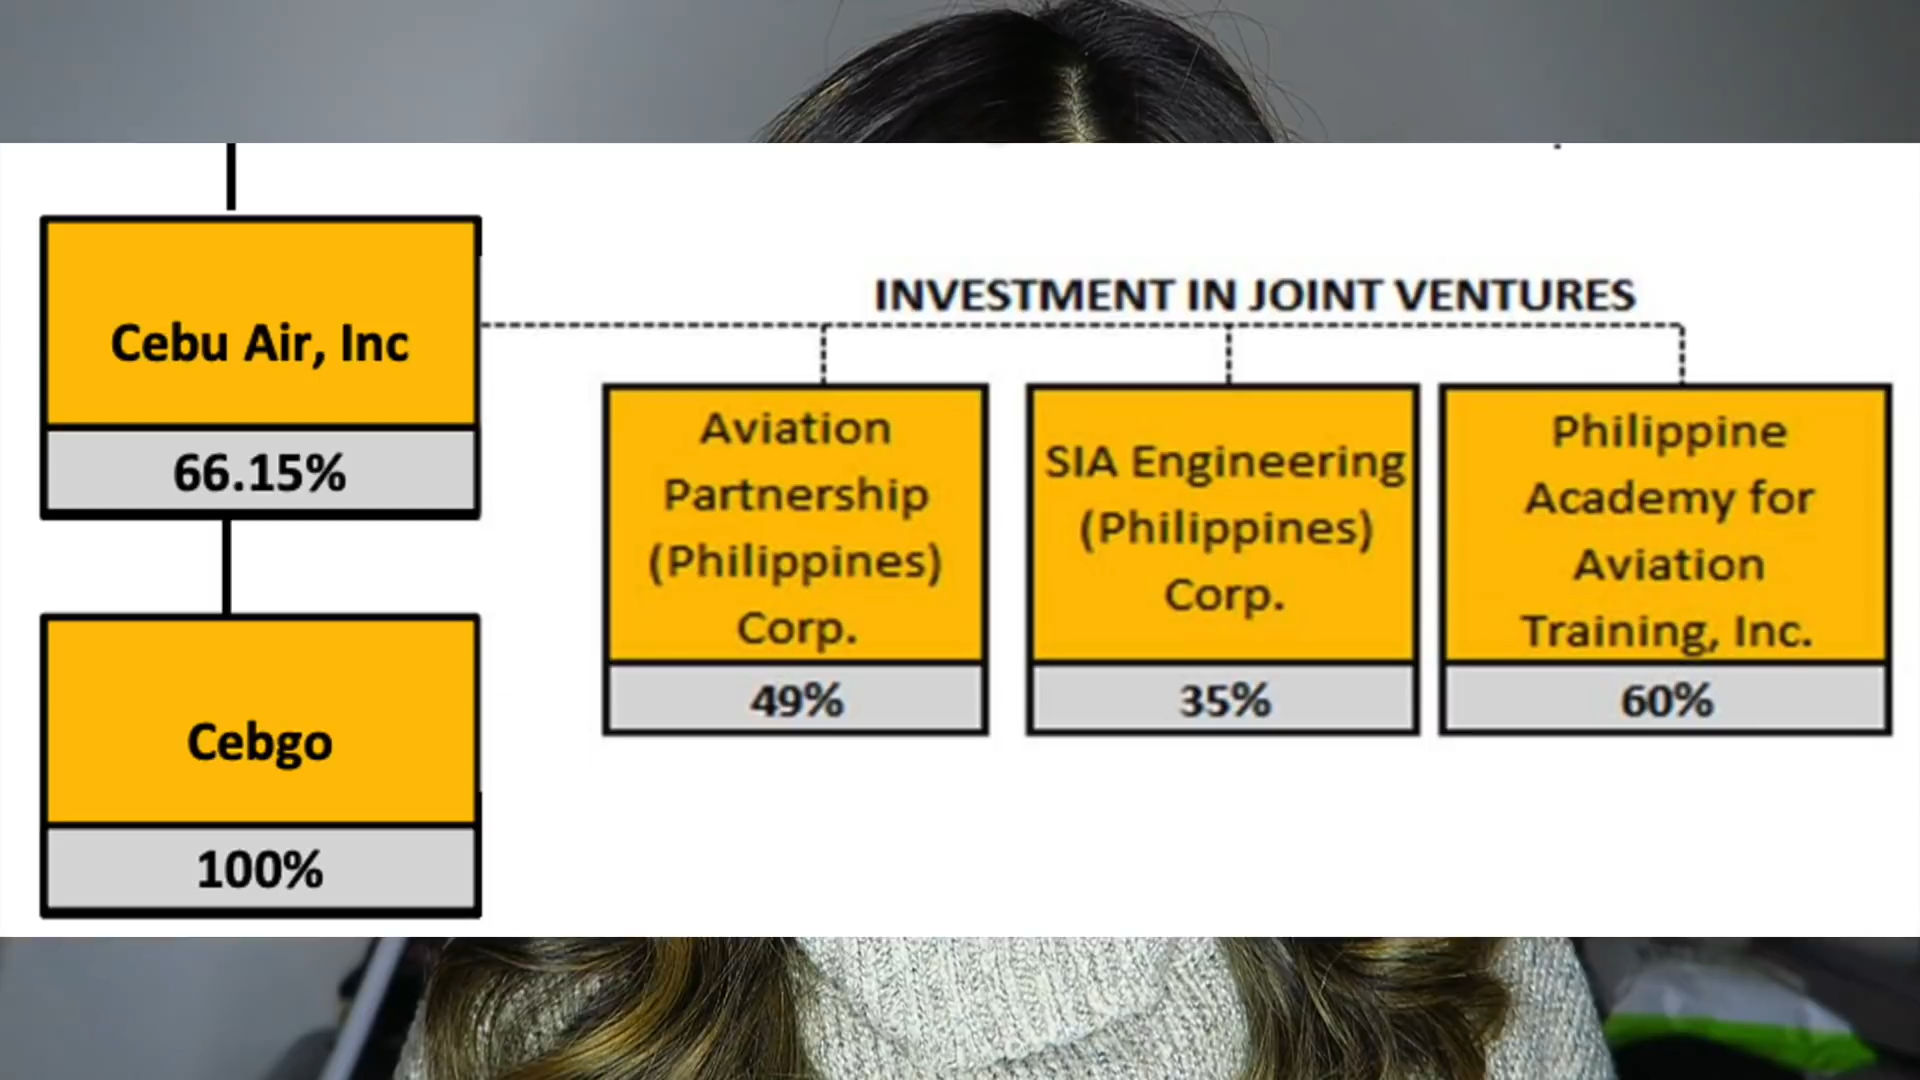 Cebu Air, Inc
66.15%
Cebgo
100%
INVESTMENT IN JOINT VENTURES
Aviation
Partnership
(Philippines)
Corp.
49%
SIA Engineering
(Philippines)
Corp.
35%
Philippine
Academy for
Aviation
Training, Inc.
60%